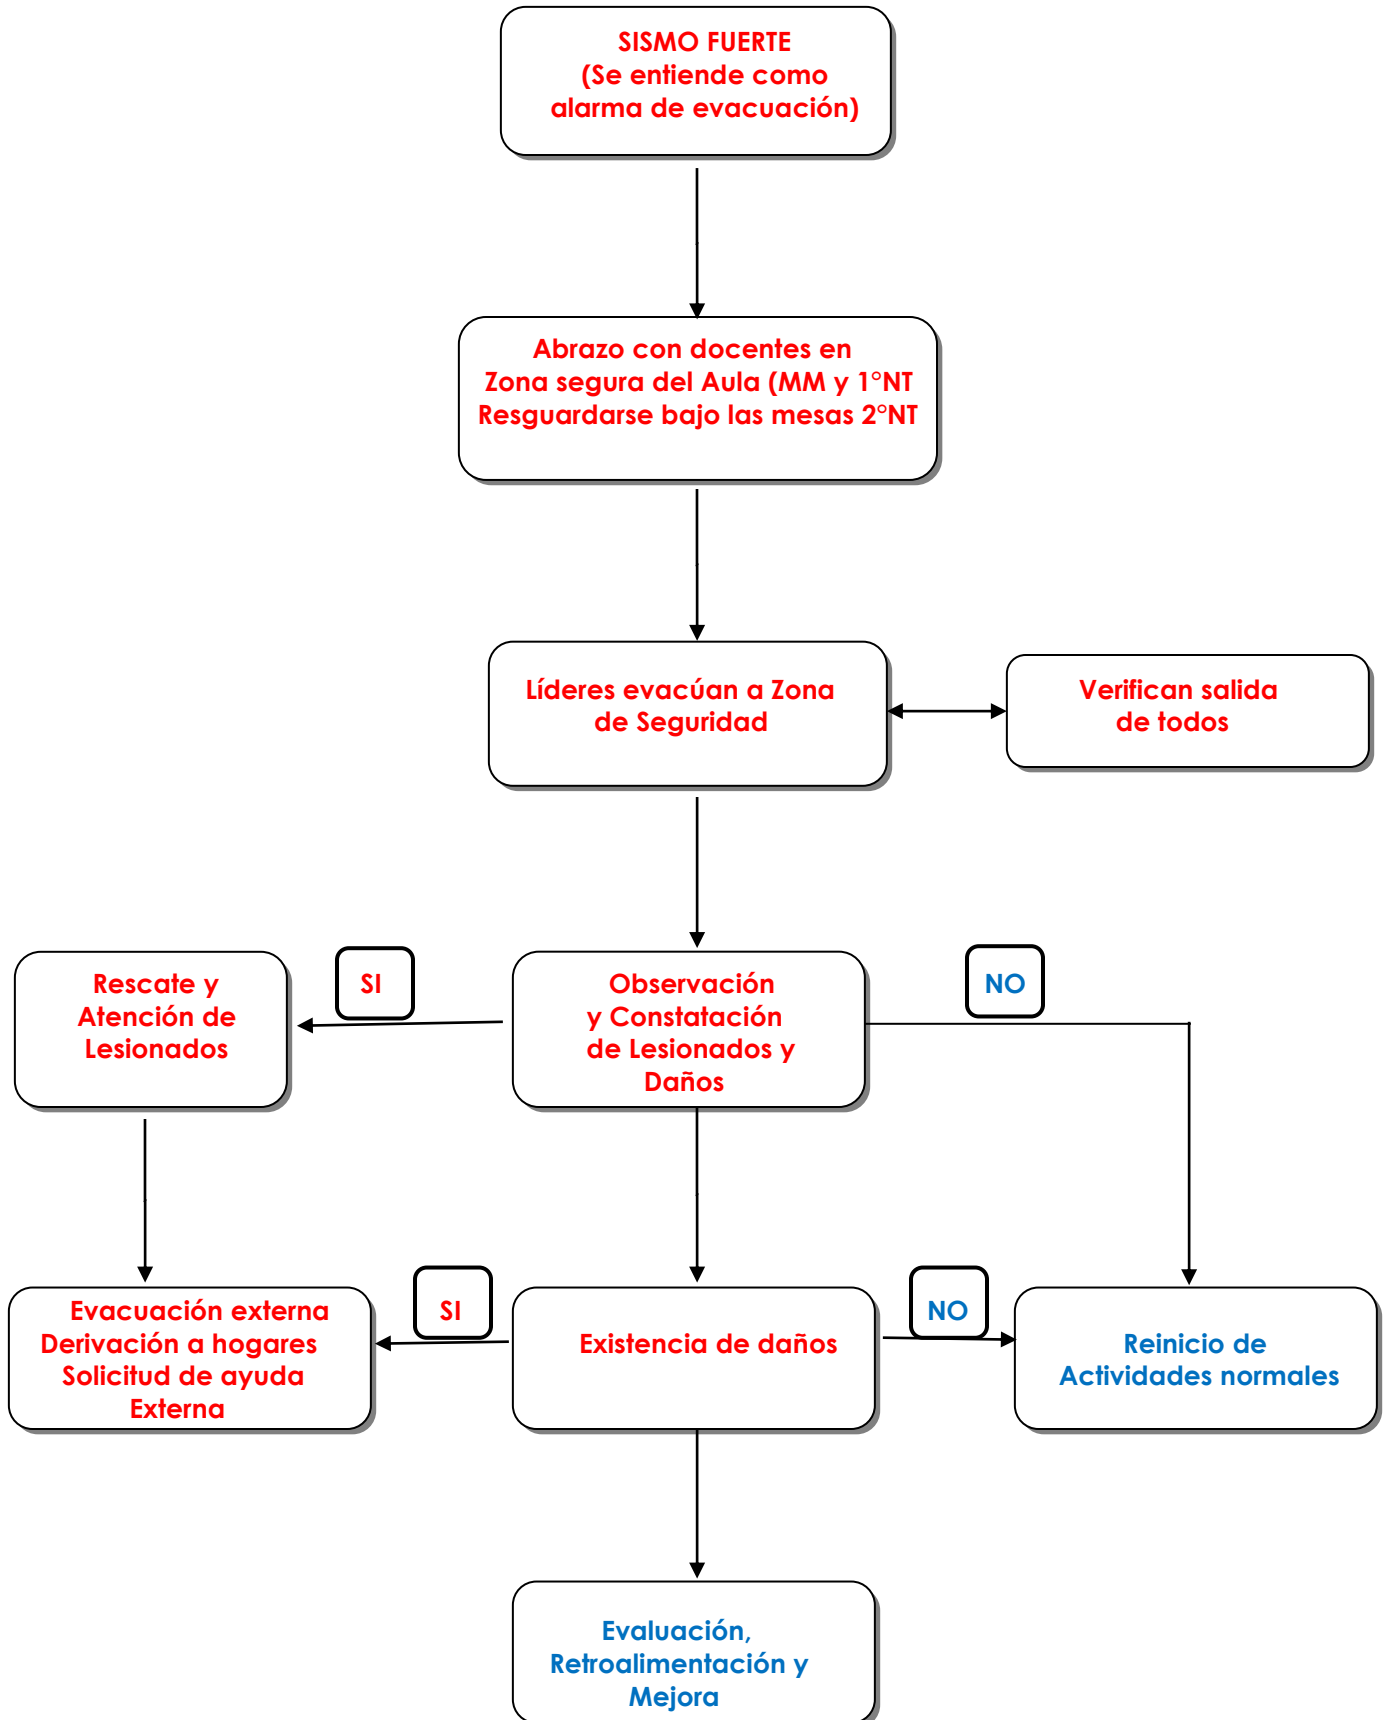 SISMO FUERTE
(Se entiende como
alarma de evacuación)
Abrazo con docentes en
Zona segura del Aula (MM y 1°NT
Resguardarse bajo las mesas 2°NT
Líderes evacúan a Zona
de Seguridad
Verifican salida
de todos
Rescate y
Atención de
Lesionados
SI
Observación
y Constatación
de Lesionados y
Daños
NO
Evacuación externa
Derivación a hogares
Solicitud de ayuda
Externa
SI
Existencia de daños
NO
Reinicio de
Actividades normales
Evaluación,
Retroalimentación y
Mejora